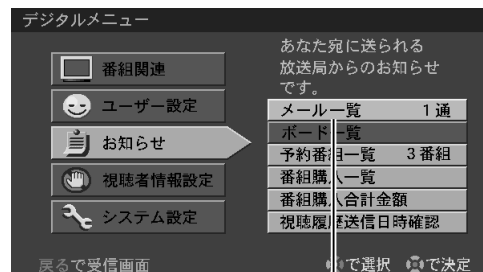 デジタルメニュー
番組関連
ユーザー設定
お知らせ
視聴者情報設定
システム設定
あなた宛に送られる
放送局からのお知らせ
です。
メール一覧 1通
ボード一覧
予約番組一覧 3番組
番組購入一覧
番組購入合計金額
視聴履歴送信日時確認
戻るで受信画面
で選択 で決定